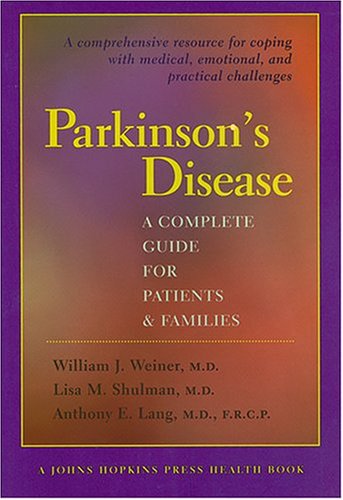 A comprehensive resource for coping
with medical, emotional, and
practical challenges
Parkinson's
Disease
A COMPLETE
GUIDE
FOR
PATIENTS
& FAMILIES
William J. Weiner, M.D.
Lisa M. Shulman, M.D.
Anthony E. Lang, M.D., F.R.C.P.
A JOHNS HOPKINS PRESS HEALTH BOOK